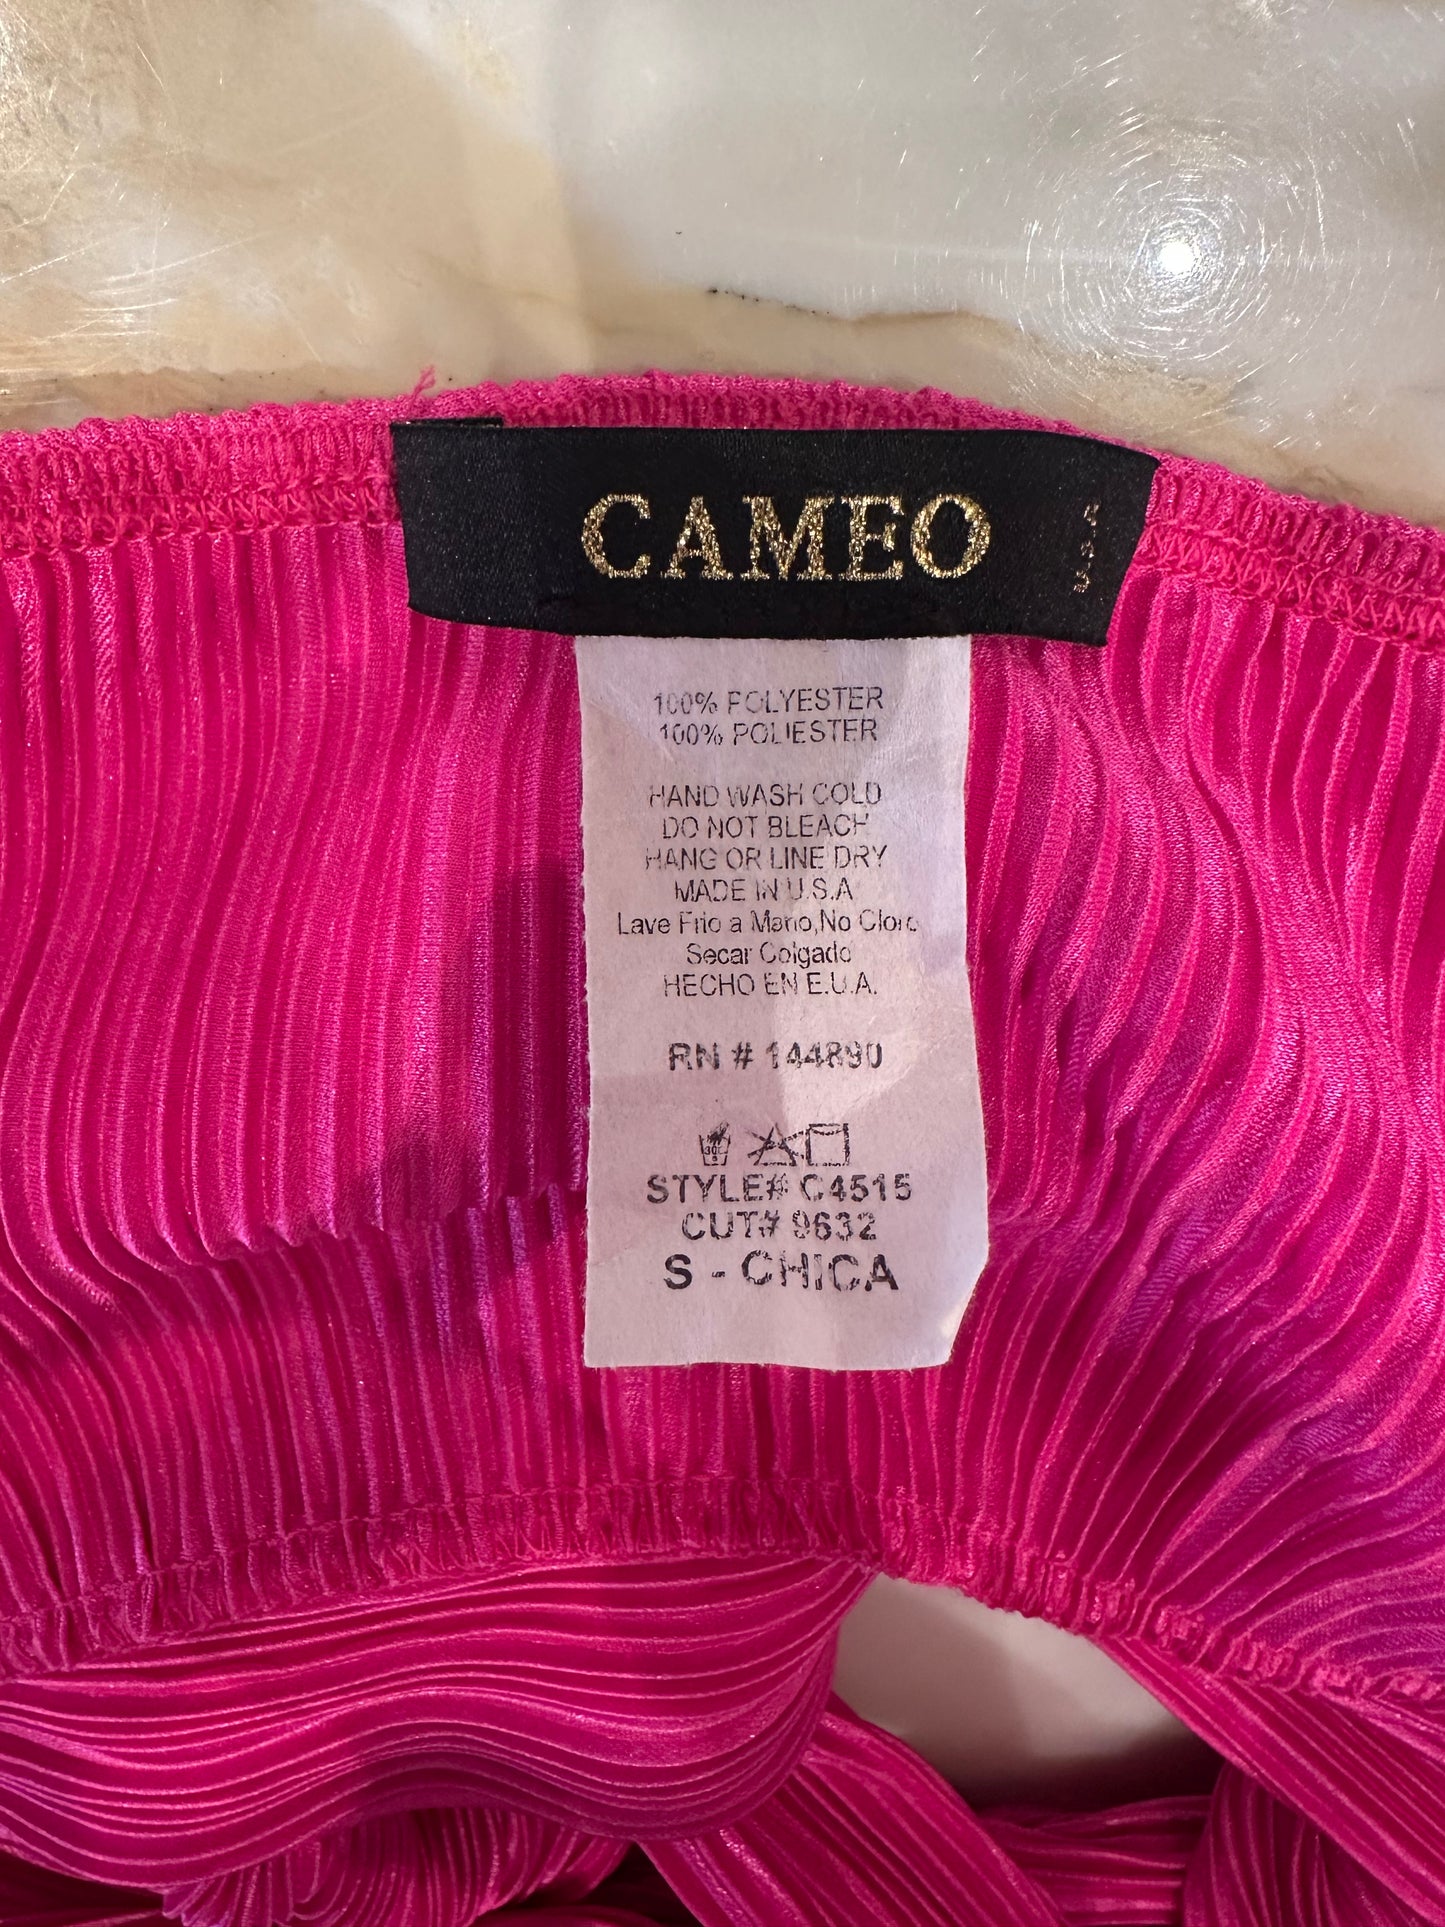 CAMEO
U.S.A
100% POLYESTER
100% POLIESTER
HAND WASH COLD
DO NOT BLEACH
HANG OR LINE DRY
MADE IN U.S.A
Lave Frio a Mano,No Cloro
Secar Colgado
HECHO EN E.U.A.
RN # 144890
STYLE# C4515
CUT# 9632
S - CHICA